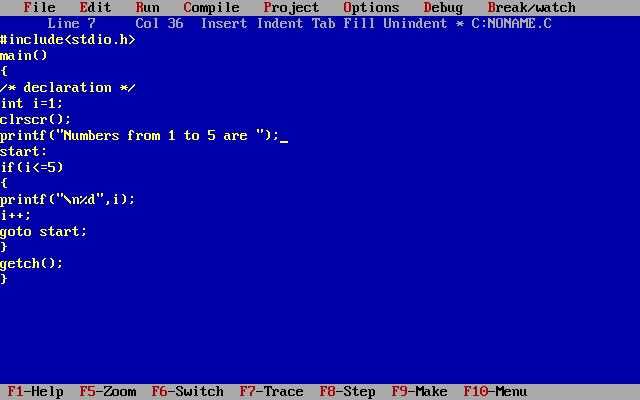 File Edit Run Compile Project Options Debug Break/watch
Line 7 Col 36 Insert Indent Tab Fill Unindent * C:NONAME.C
#include<stdio.h>
main()
{
/* declaration */
int i=1;
clrscr();
printf("Numbers from 1 to 5 are ");_
start:
if(i<=5)
{
printf("\n%d",i);
i++;
goto start;
}
getch();
}
F1-Help F5-Zoom F6-Switch F7-Trace F8-Step F9-Make F10-Menu